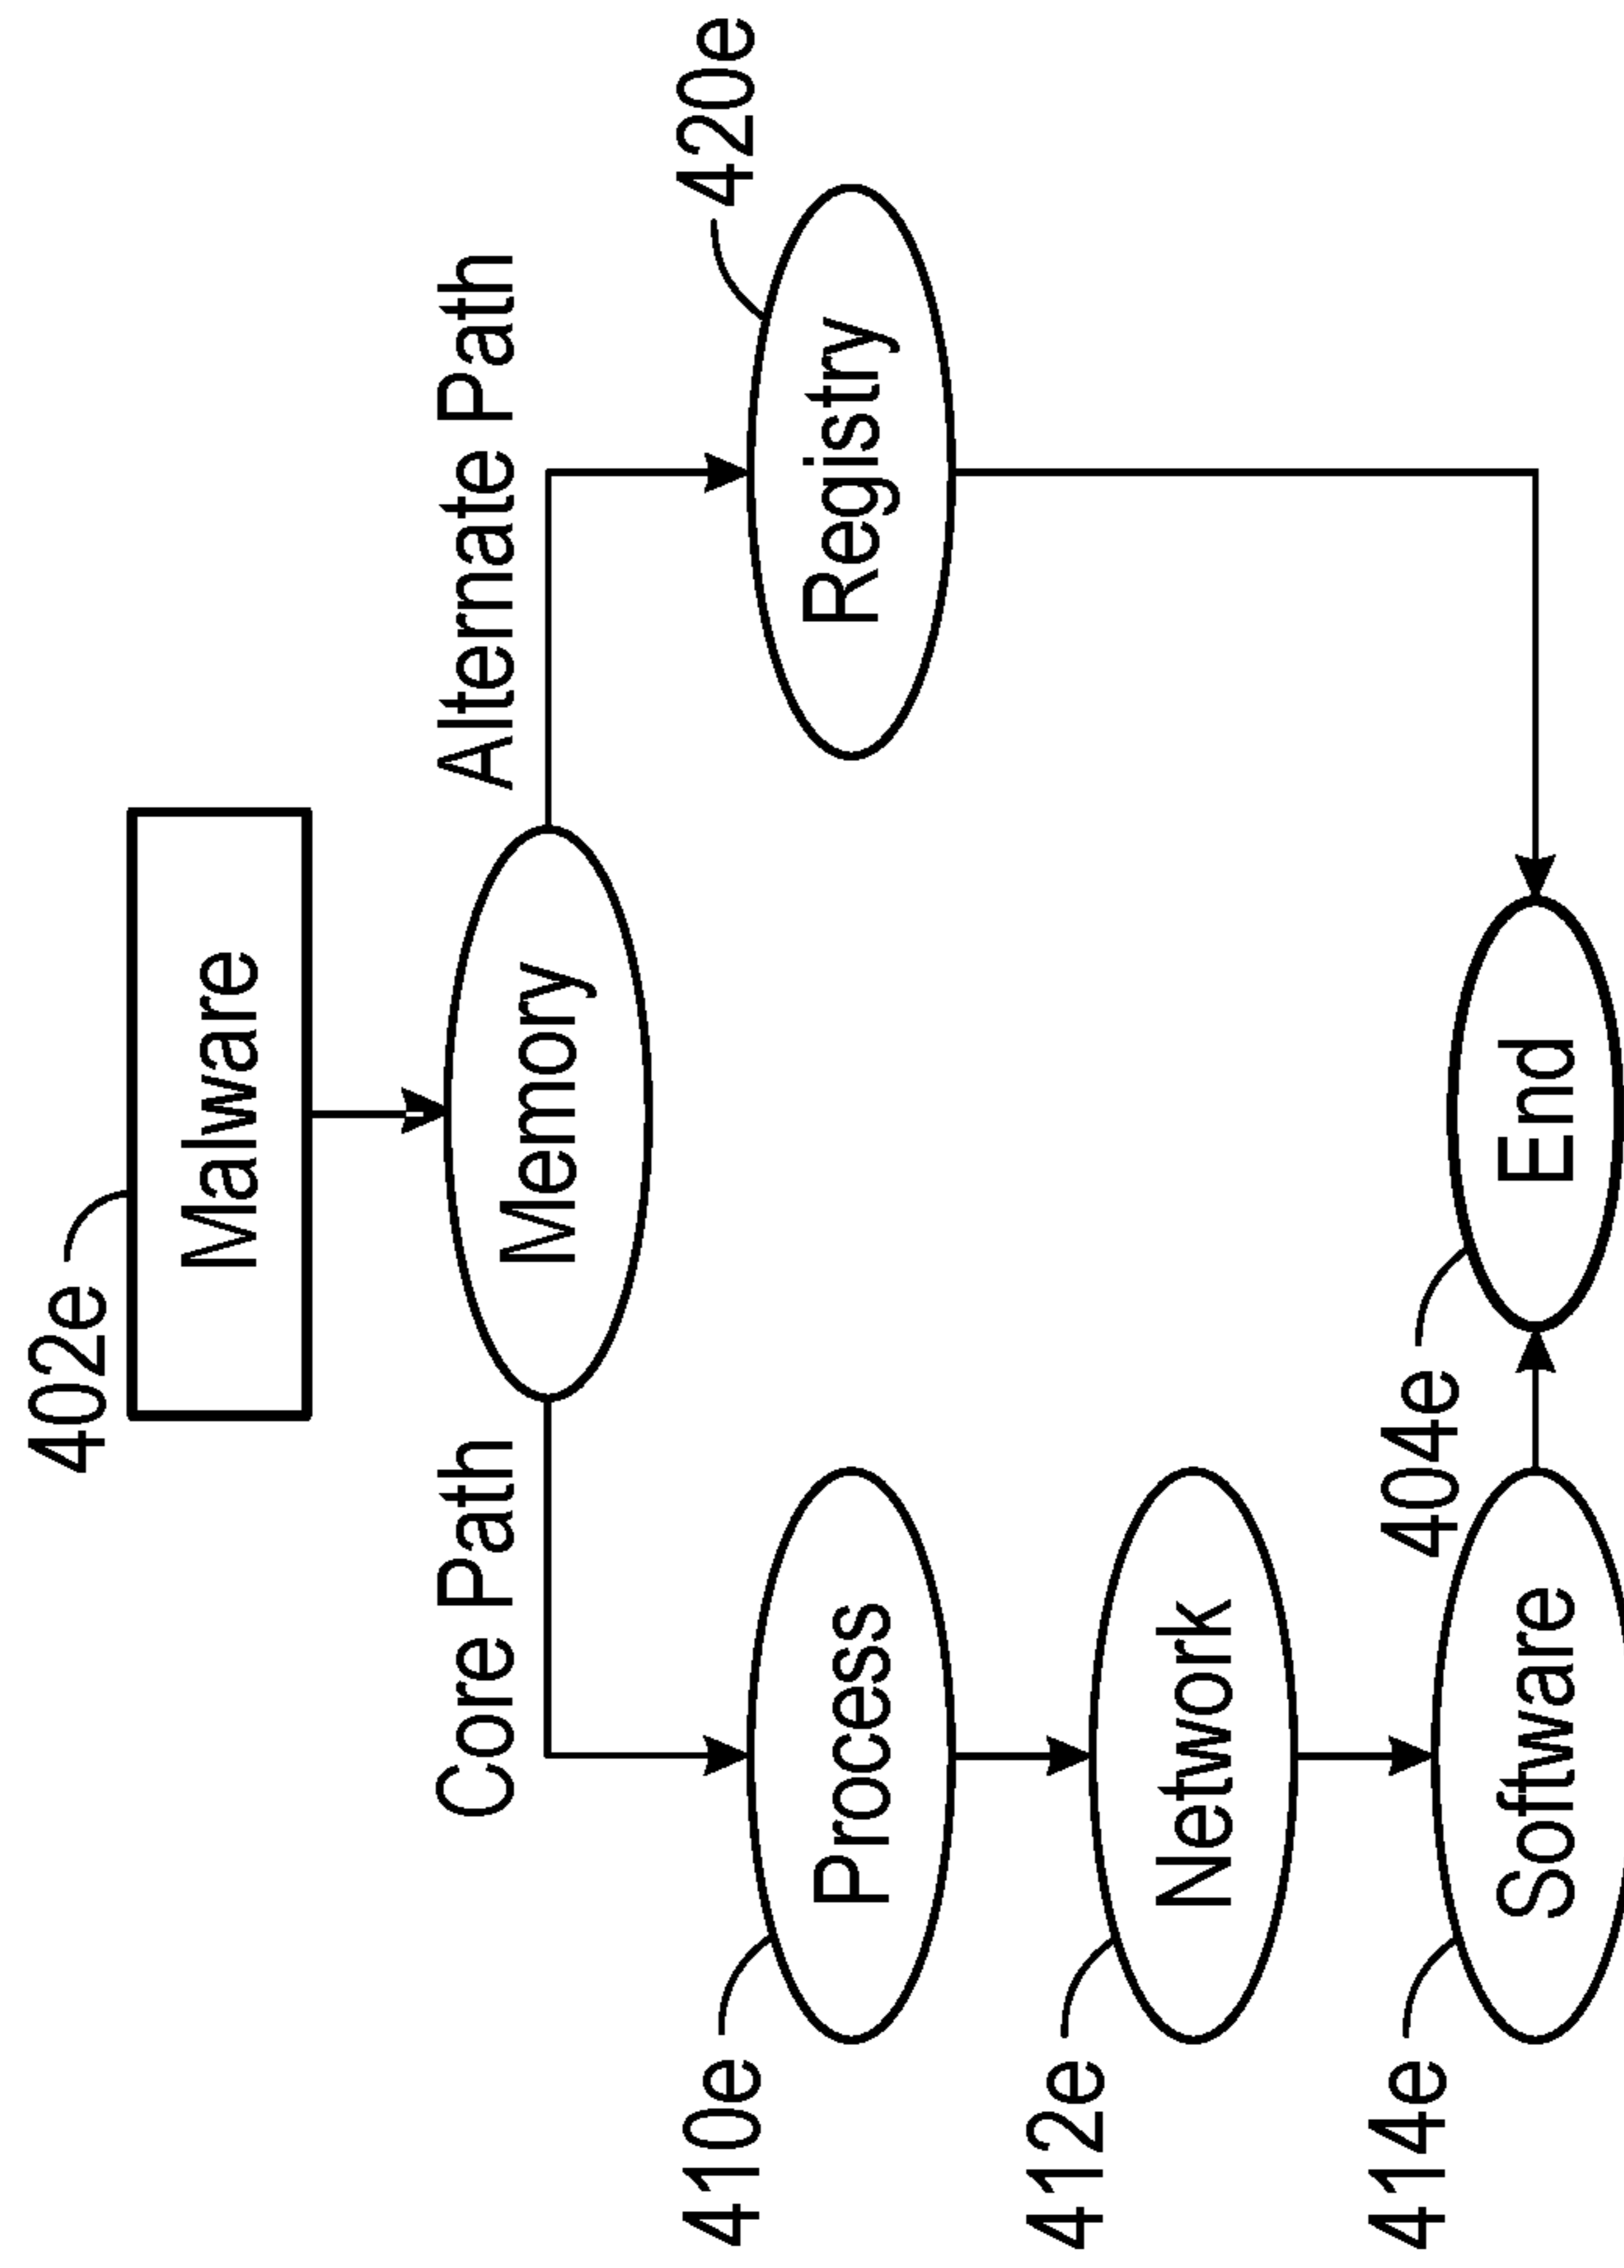 402e
Malware
Core Path
Alternate Path
Memory
410e
Process
420e
Registry
412e
Network
414e
Software
404e
End